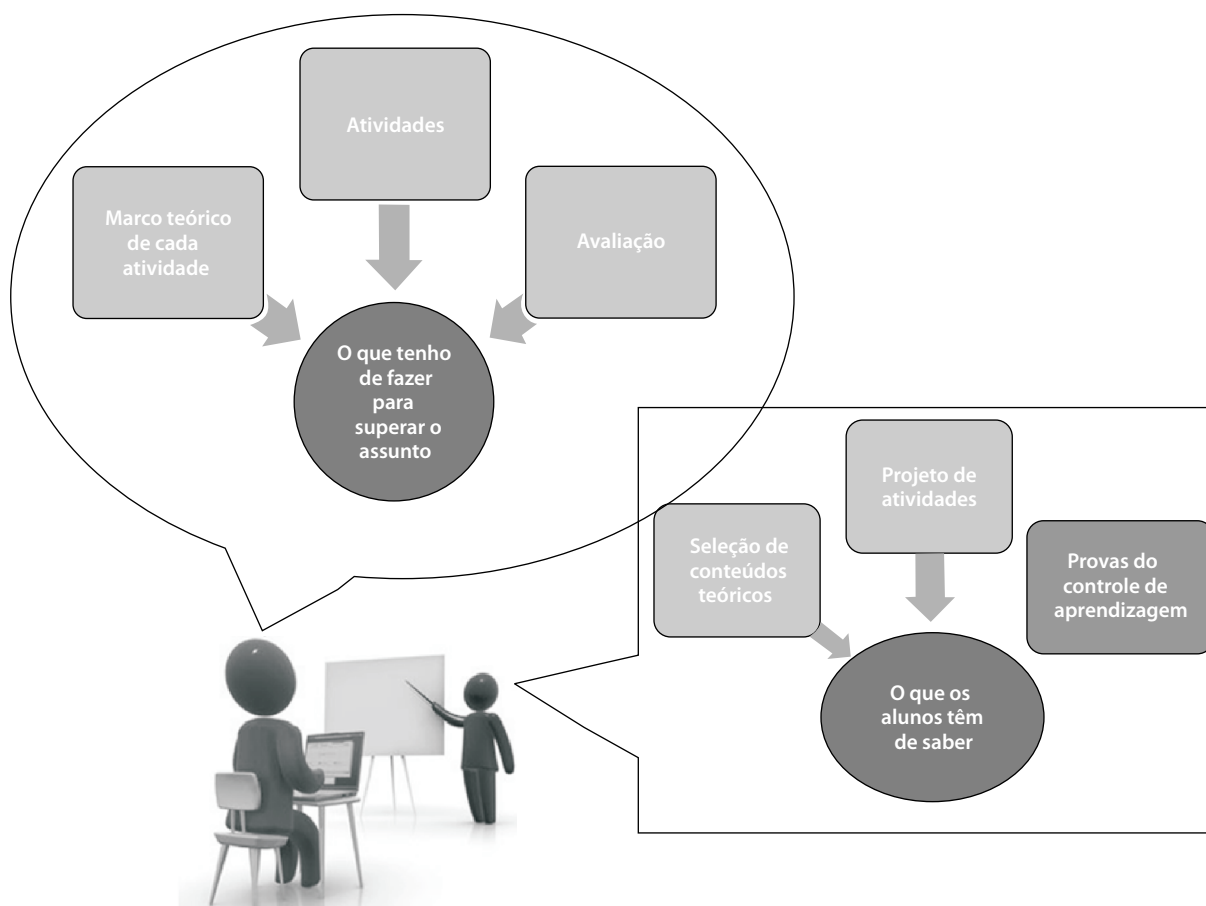 Atividades
Marco teórico
de cada
atividade
Avaliação
O que tenho
de fazer
para
superar o
assunto
Projeto de
atividades
Seleção de
conteúdos
teóricos
Provas do
controle de
aprendizagem
O que os
alunos têm
de saber